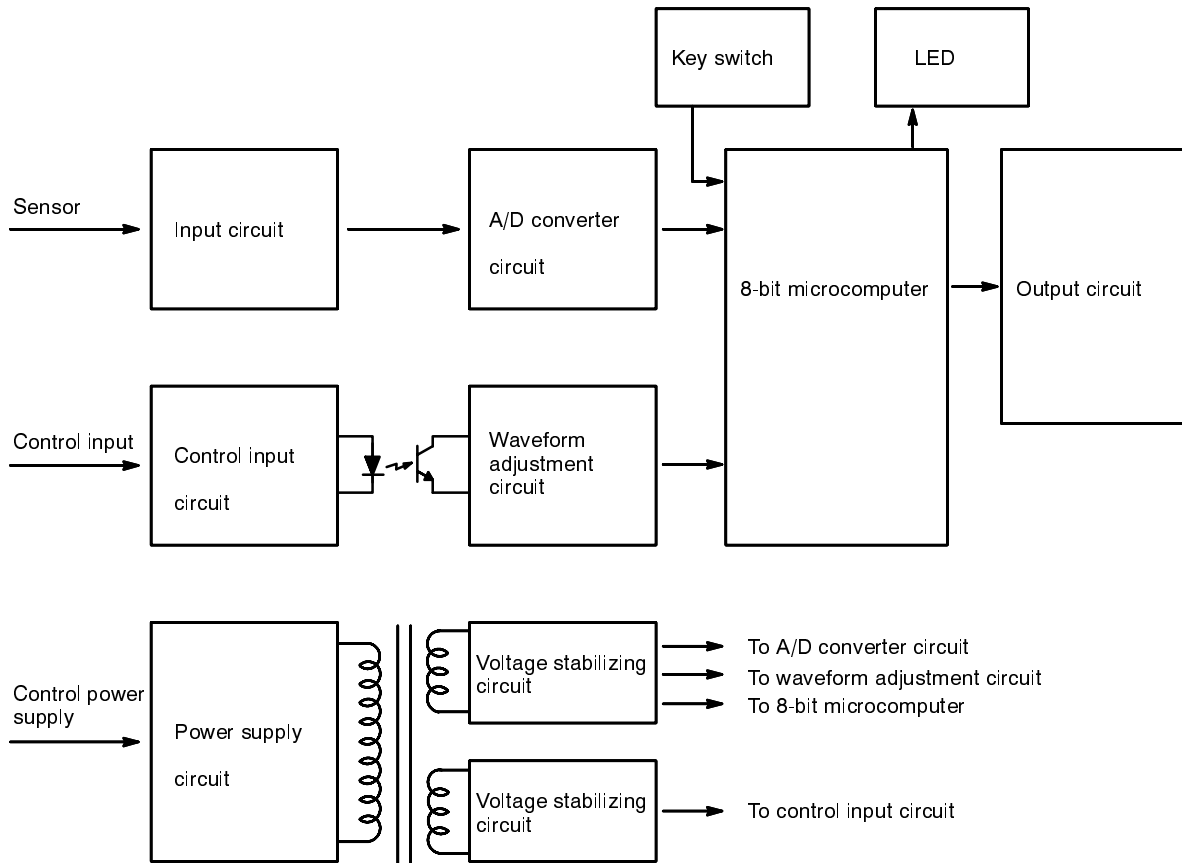 Key switch
LED
Sensor
Input circuit
A/D converter
circuit
8-bit microcomputer
Output circuit
Control input
Control input
circuit
Waveform
adjustment
circuit
Control power
supply
Power supply
circuit
Voltage stabilizing
circuit
To A/D converter circuit
To waveform adjustment circuit
To 8-bit microcomputer
Voltage stabilizing
circuit
To control input circuit